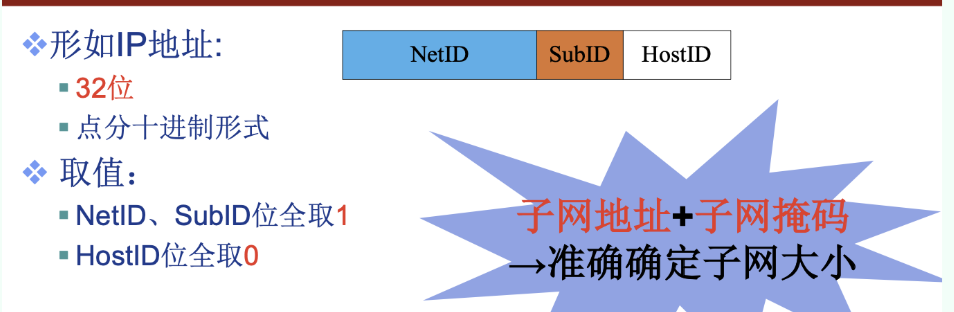 形如IP地址:
NetID SubID HostID
32位
点分十进制形式
取值：
NetID、SubID位全取1
HostID位全取0
子网地址+子网掩码
→准确确定子网大小